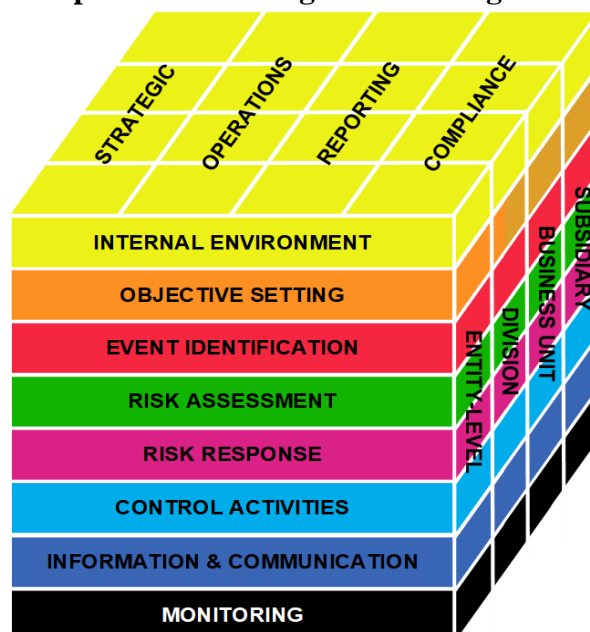 STRATEGIC
OPERATIONS
REPORTING
COMPLIANCE
INTERNAL ENVIRONMENT
OBJECTIVE SETTING
EVENT IDENTIFICATION
RISK ASSESSMENT
RISK RESPONSE
CONTROL ACTIVITIES
INFORMATION & COMMUNICATION
MONITORING
ENTITY-LEVEL
DIVISION
BUSINESS UNIT
SUBSIDIARY